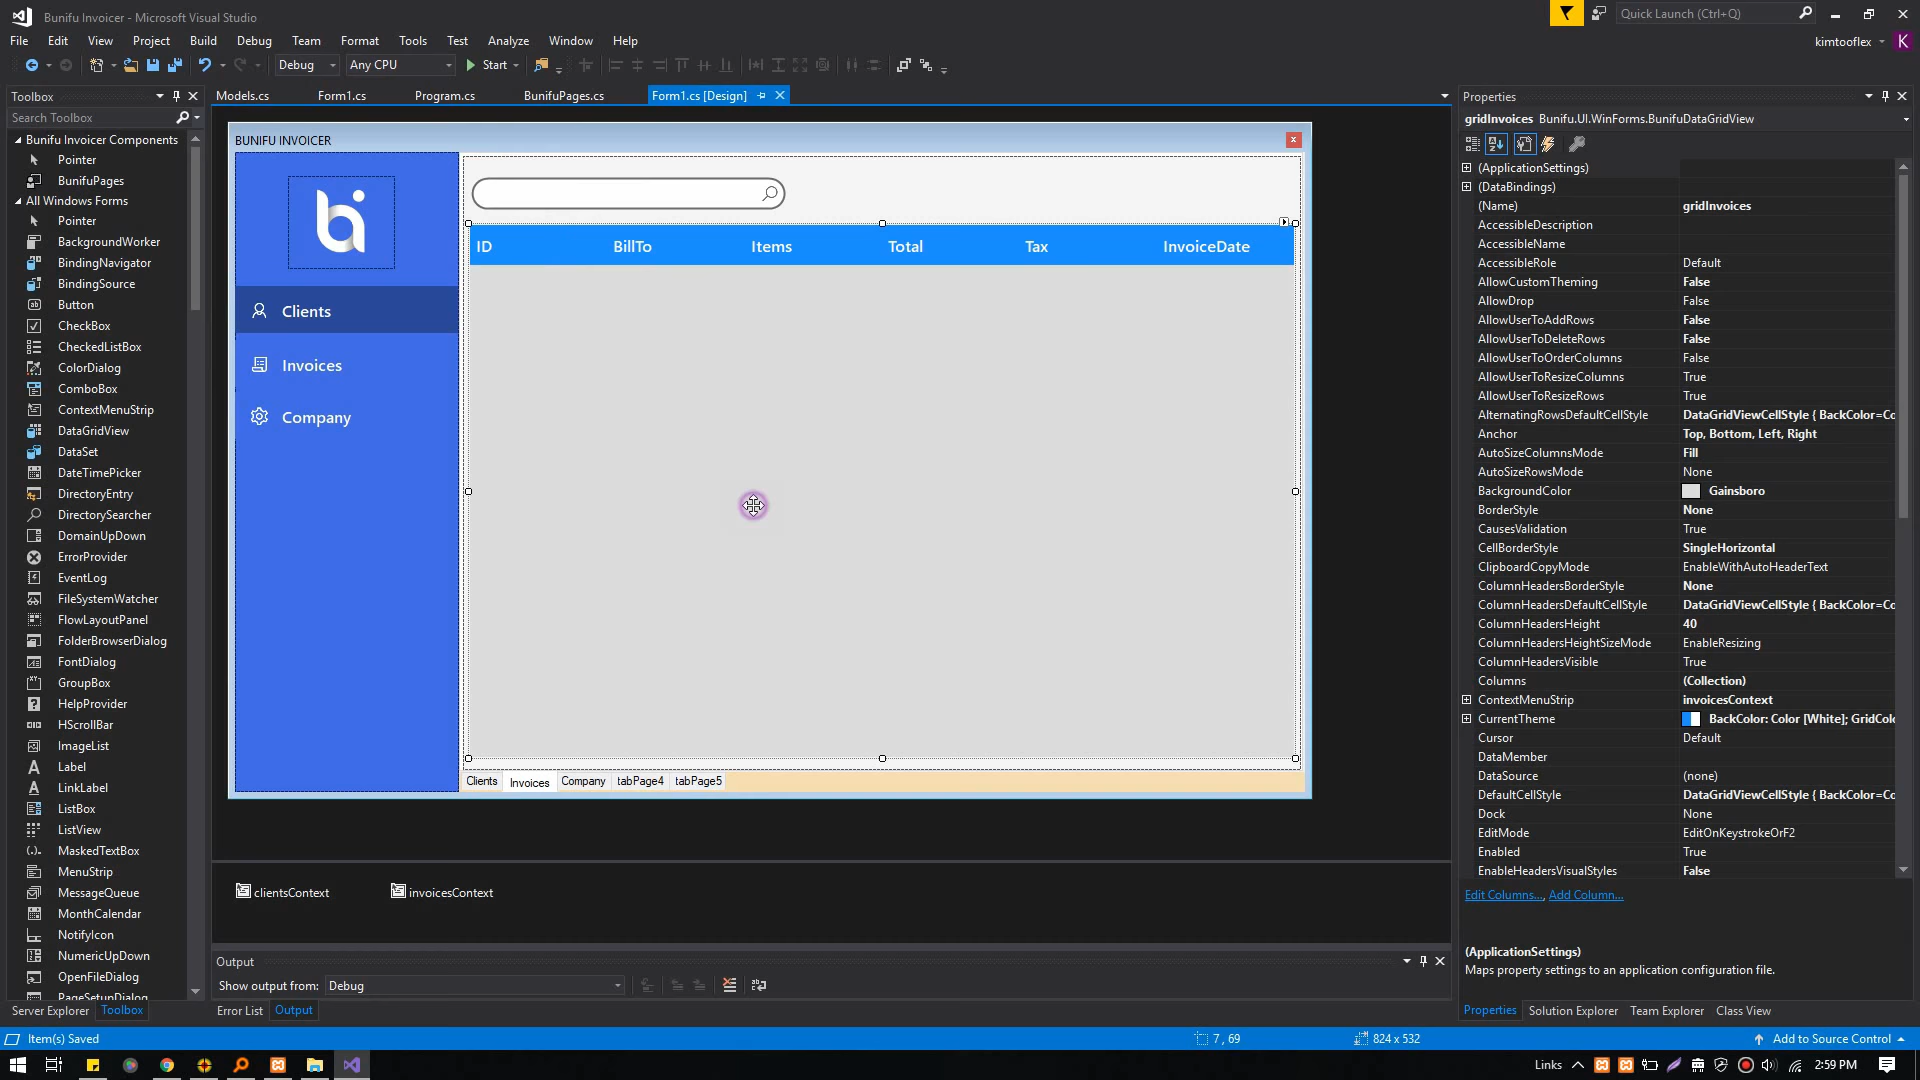 Bunifu Invoicer - Microsoft Visual Studio
Quick Launch (Ctrl+Q)
File Edit View Project Build Debug Team Format Tools Test Analyze Window Help
kimtooflex K
Debug Any CPU Start
Toolbox
Search Toolbox
Bunifu Invoicer Components
Pointer
BunifuPages
All Windows Forms
Pointer
BackgroundWorker
BindingNavigator
BindingSource
Button
CheckBox
CheckedListBox
ColorDialog
ComboBox
ContextMenuStrip
DataGridView
DataSet
DateTimePicker
DirectoryEntry
DirectorySearcher
DomainUpDown
ErrorProvider
EventLog
FileSystemWatcher
FlowLayoutPanel
FolderBrowserDialog
FontDialog
GroupBox
HelpProvider
HScrollBar
ImageList
Label
LinkLabel
ListBox
ListView
MaskedTextBox
MenuStrip
MessageQueue
MonthCalendar
NotifyIcon
NumericUpDown
OpenFileDialog
PageSetupDialog
Server Explorer Toolbox
Models.cs Form1.cs Program.cs BunifuPages.cs Form1.cs [Design]
BUNIFU INVOICER
bi
Clients
Invoices
Company
ID BillTo Items Total Tax InvoiceDate
Clients Invoices Company tabPage4 tabPage5
clientsContext invoicesContext
Output
Show output from: Debug
Error List Output
Properties
gridInvoices Bunifu.UI.WinForms.BunifuDataGridView
(ApplicationSettings)
(DataBindings)
(Name) gridInvoices
AccessibleDescription
AccessibleName
AccessibleRole Default
AllowCustomTheming False
AllowDrop False
AllowUserToAddRows False
AllowUserToDeleteRows False
AllowUserToOrderColumns False
AllowUserToResizeColumns True
AllowUserToResizeRows True
AlternatingRowsDefaultCellStyle DataGridViewCellStyle { BackColor=Co
Anchor Top, Bottom, Left, Right
AutoSizeColumnsMode Fill
AutoSizeRowsMode None
BackgroundColor Gainsboro
BorderStyle None
CausesValidation True
CellBorderStyle SingleHorizontal
ClipboardCopyMode EnableWithAutoHeaderText
ColumnHeadersBorderStyle None
ColumnHeadersDefaultCellStyle DataGridViewCellStyle { BackColor=Co
ColumnHeadersHeight 40
ColumnHeadersHeightSizeMode EnableResizing
ColumnHeadersVisible True
Columns (Collection)
ContextMenuStrip invoicesContext
CurrentTheme BackColor: Color [White]; GridColo
Cursor Default
DataMember
DataSource (none)
DefaultCellStyle DataGridViewCellStyle { BackColor=Co
Dock None
EditMode EditOnKeystrokeOrF2
Enabled True
EnableHeadersVisualStyles False
Edit Columns..., Add Column...
(ApplicationSettings)
Maps property settings to an application configuration file.
Properties Solution Explorer Team Explorer Class View
Item(s) Saved 7 , 69 824 x 532 Add to Source Control
Links 2:59 PM